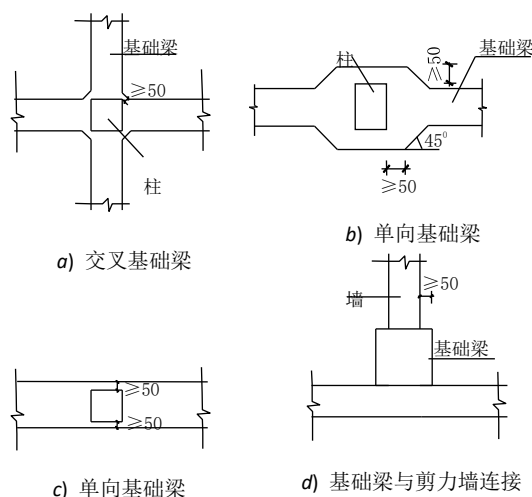 基础梁
≥50
柱
a) 交叉基础梁
柱
≥50
基础梁
45⁰
≥50
b) 单向基础梁
≥50
≥50
c) 单向基础梁
墙
≥50
基础梁
d) 基础梁与剪力墙连接